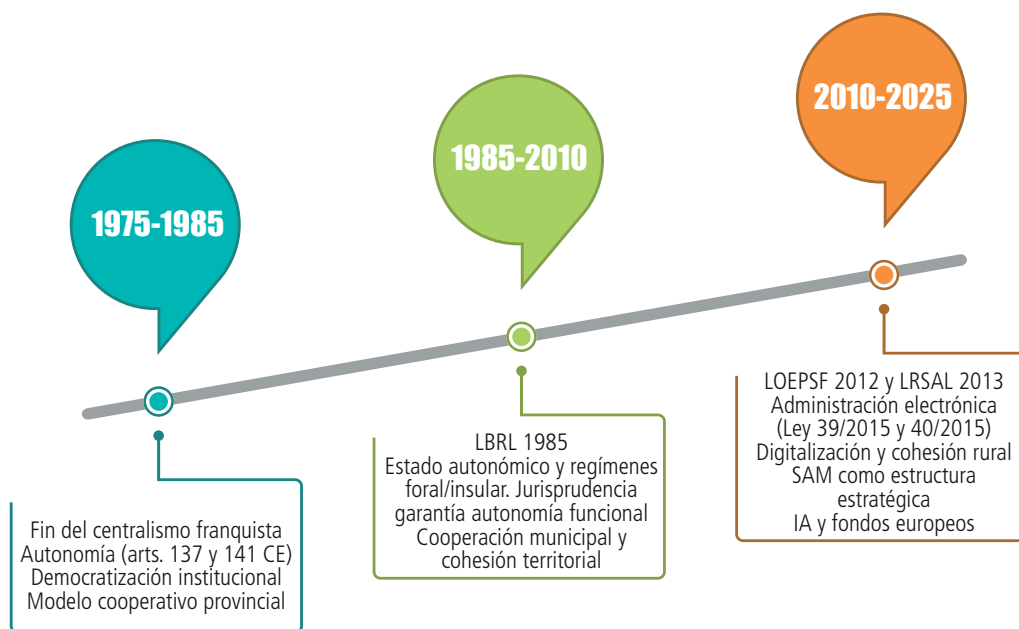 1975-1985
Fin del centralismo franquista
Autonomía (arts. 137 y 141 CE)
Democratización institucional
Modelo cooperativo provincial
1985-2010
LBRL 1985
Estado autonómico y regímenes
foral/insular. Jurisprudencia
garantía autonomía funcional
Cooperación municipal y
cohesión territorial
2010-2025
LOEPSF 2012 y LRSAL 2013
Administración electrónica
(Ley 39/2015 y 40/2015)
Digitalización y cohesión rural
SAM como estructura
estratégica
IA y fondos europeos